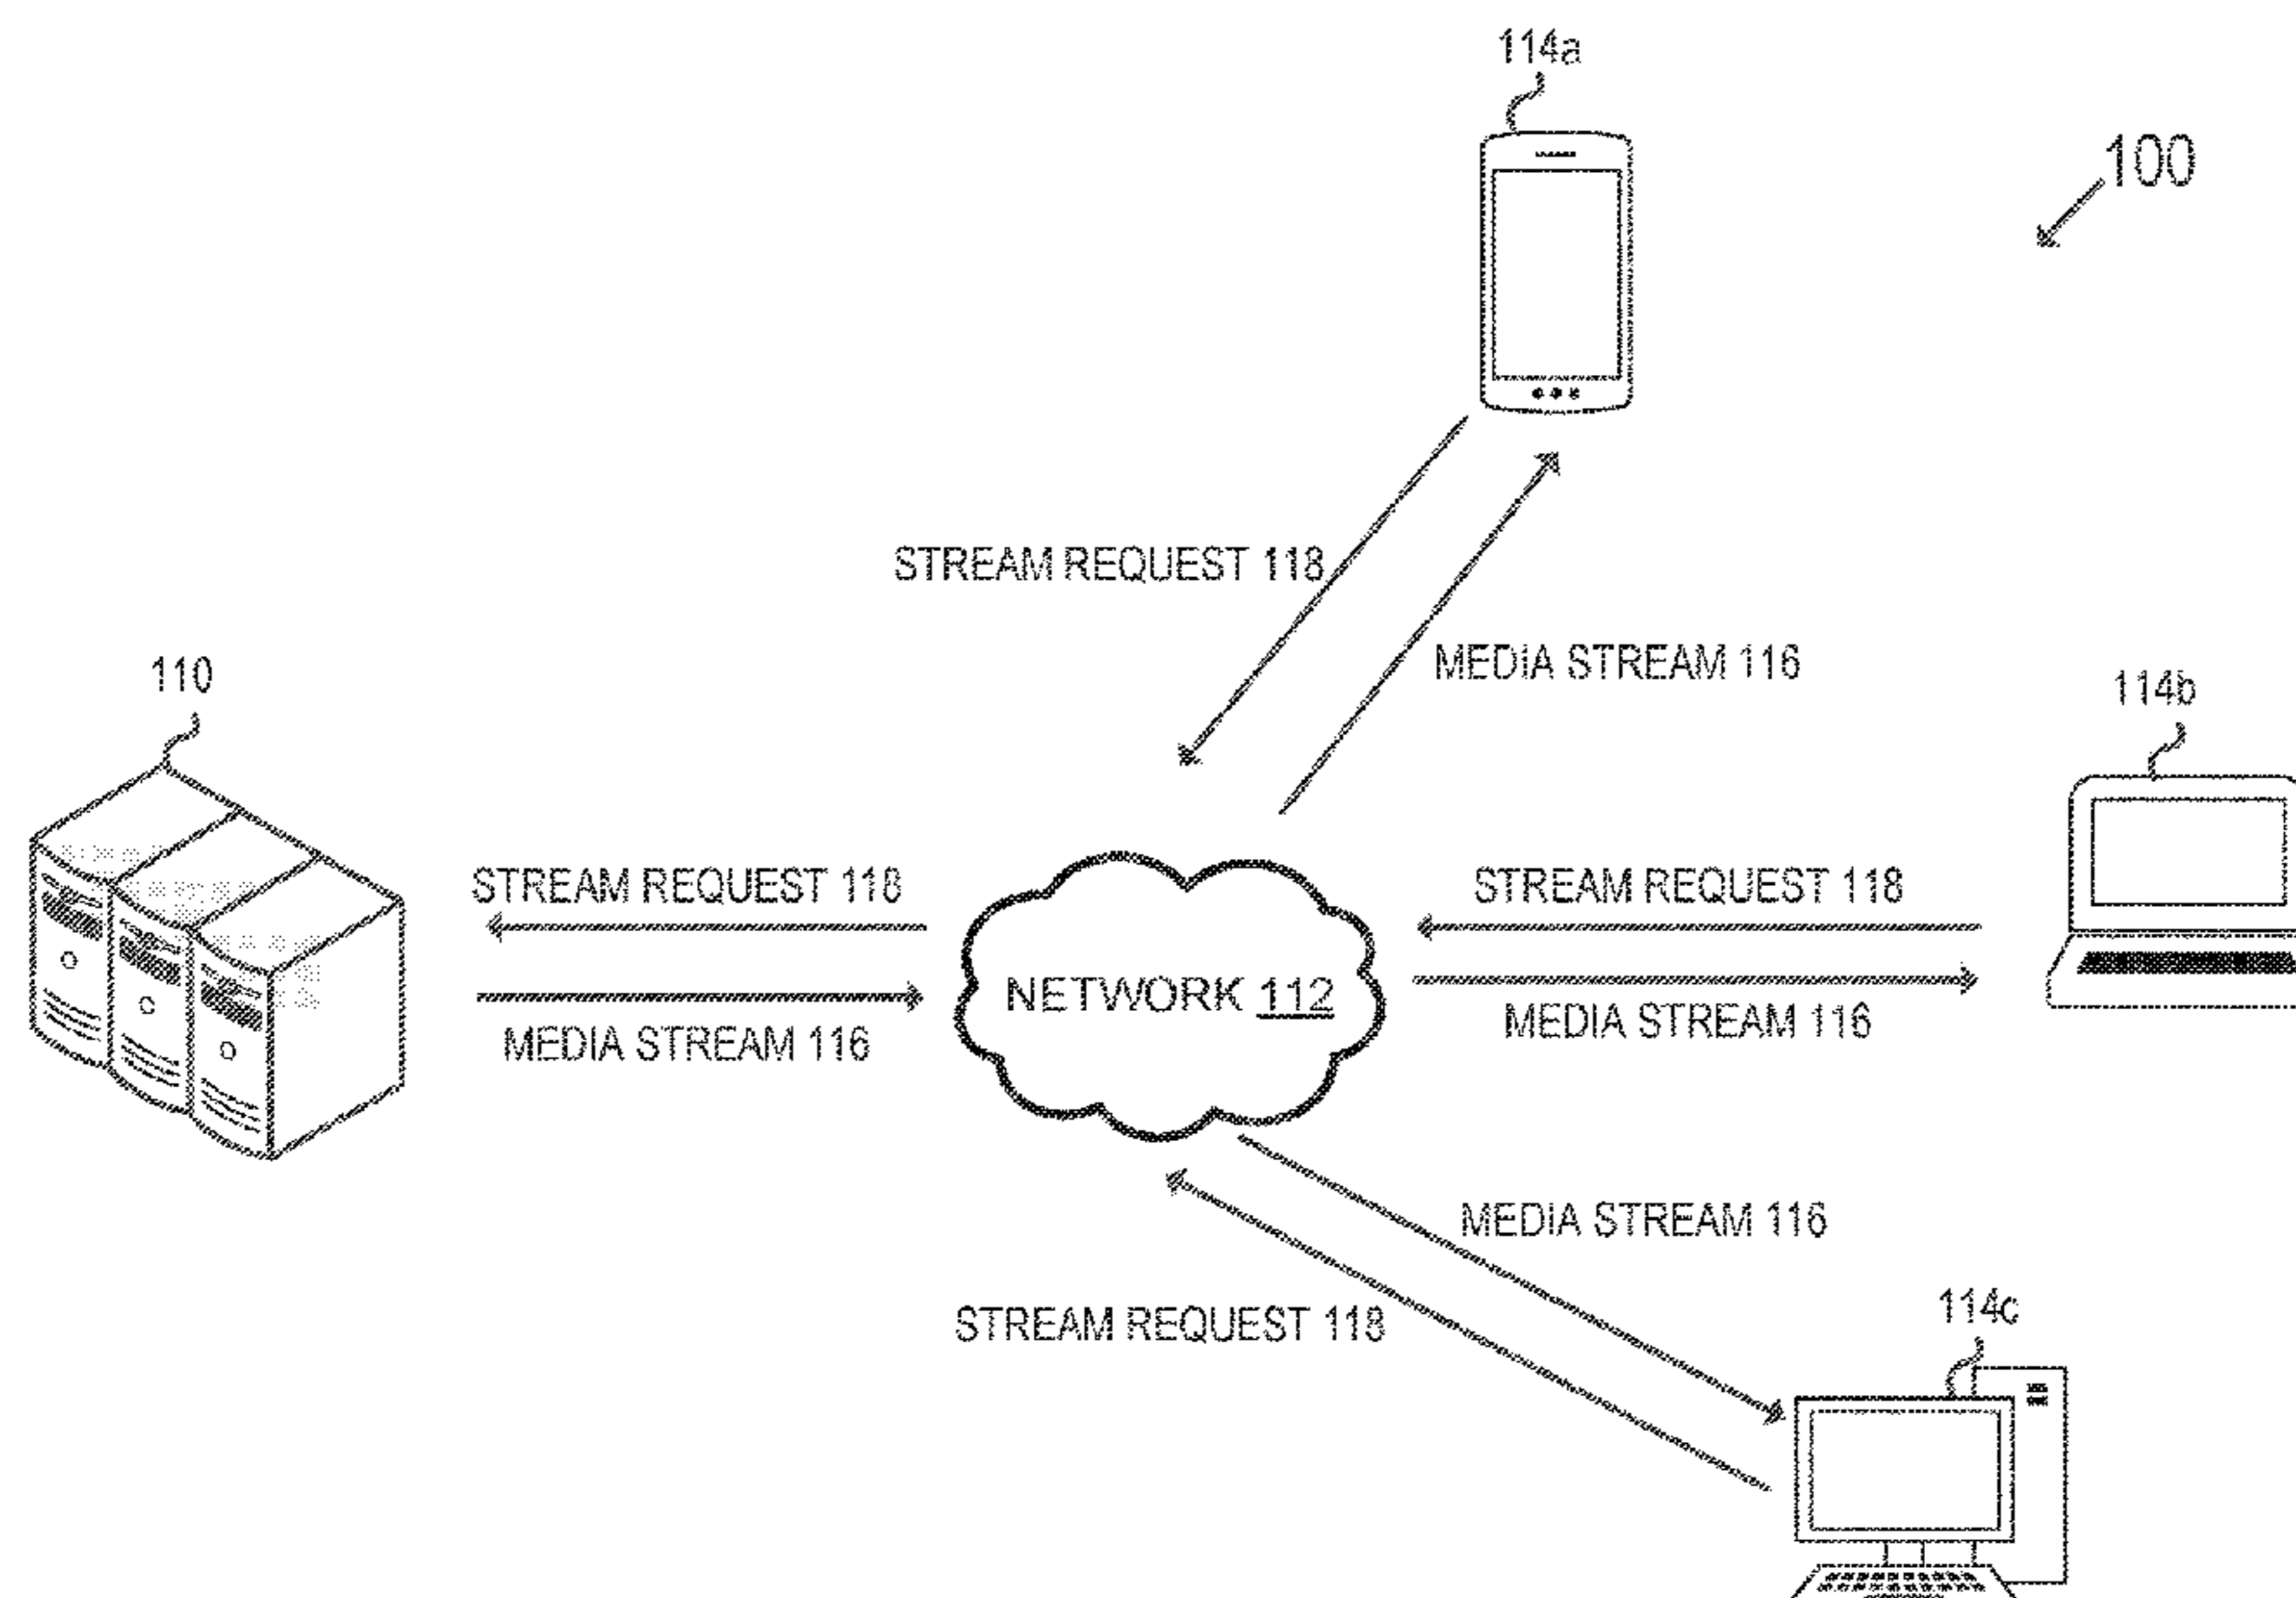 114a
100
STREAM REQUEST 118
MEDIA STREAM 116
110
114b
STREAM REQUEST 118
STREAM REQUEST 118
NETWORK 112
MEDIA STREAM 116
MEDIA STREAM 116
MEDIA STREAM 116
STREAM REQUEST 118
114c